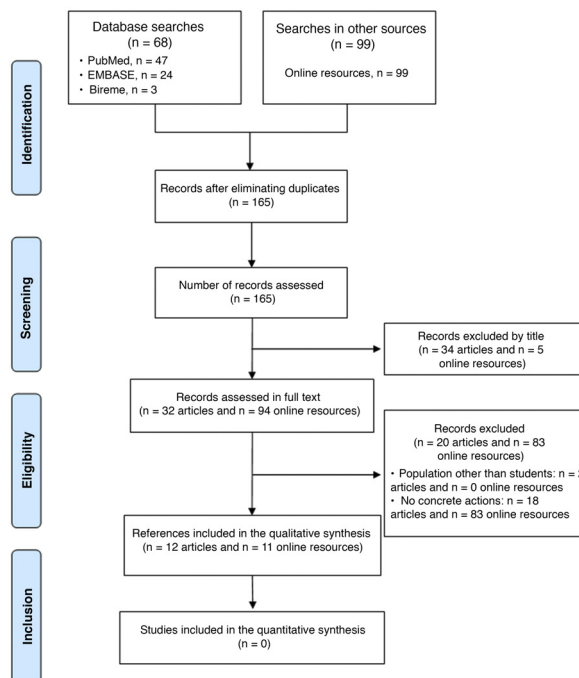 Database searches
(n = 68)
• PubMed, n = 47
• EMBASE, n = 24
• Bireme, n = 3
Searches in other sources
(n = 99)
Online resources, n = 99
Identification
Records after eliminating duplicates
(n = 165)
Screening
Number of records assessed
(n = 165)
Records excluded by title
(n = 34 articles and n = 5
online resources)
Eligibility
Records assessed in full text
(n = 32 articles and n = 94 online resources)
Records excluded
(n = 20 articles and n = 83
online resources)
• Population other than students: n =
articles and n = 0 online resources
• No concrete actions: n = 18
articles and n = 83 online resources
References included in the qualitative synthesis
(n = 12 articles and n = 11 online resources)
Inclusion
Studies included in the quantitative synthesis
(n = 0)